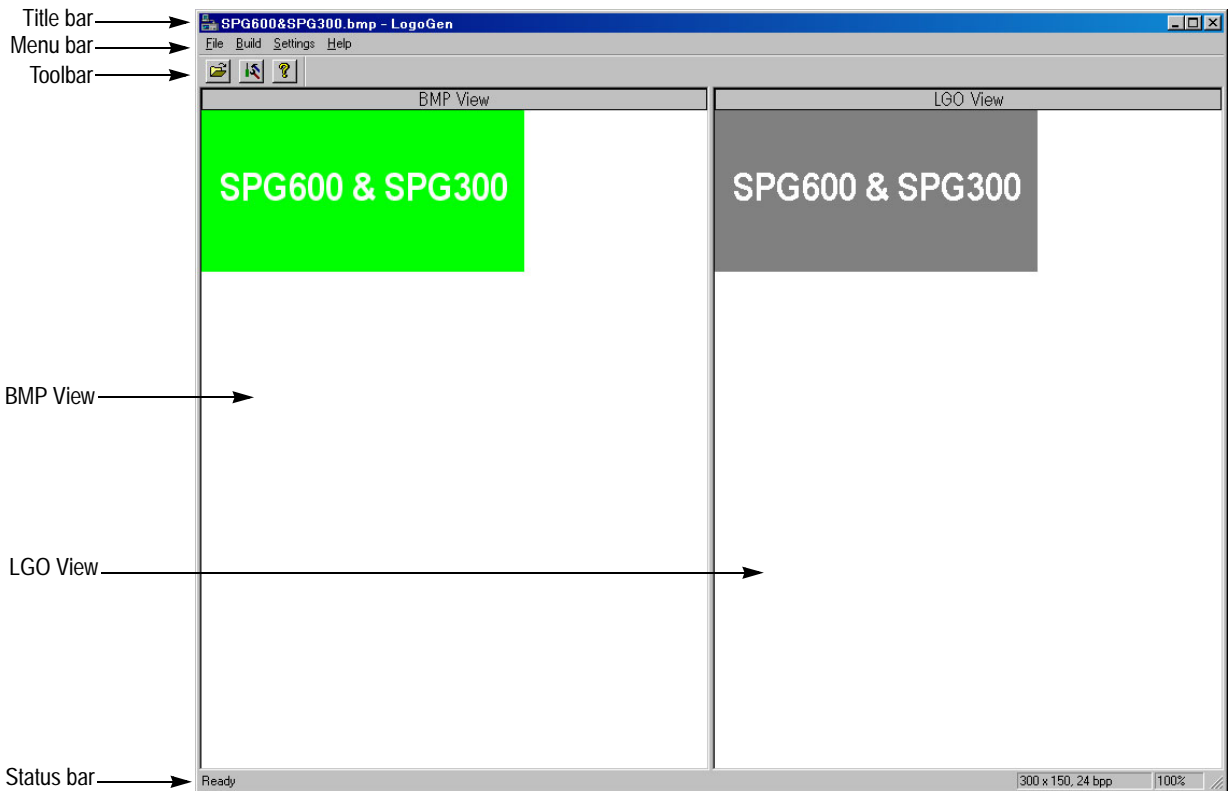 Title bar
SPG600&SPG300.bmp - LogoGen
Menu bar
File Build Settings Help
Toolbar
BMP View
LGO View
SPG600 & SPG300
SPG600 & SPG300
BMP View
LGO View
Status bar
Ready
300 x 150, 24 bpp
100%